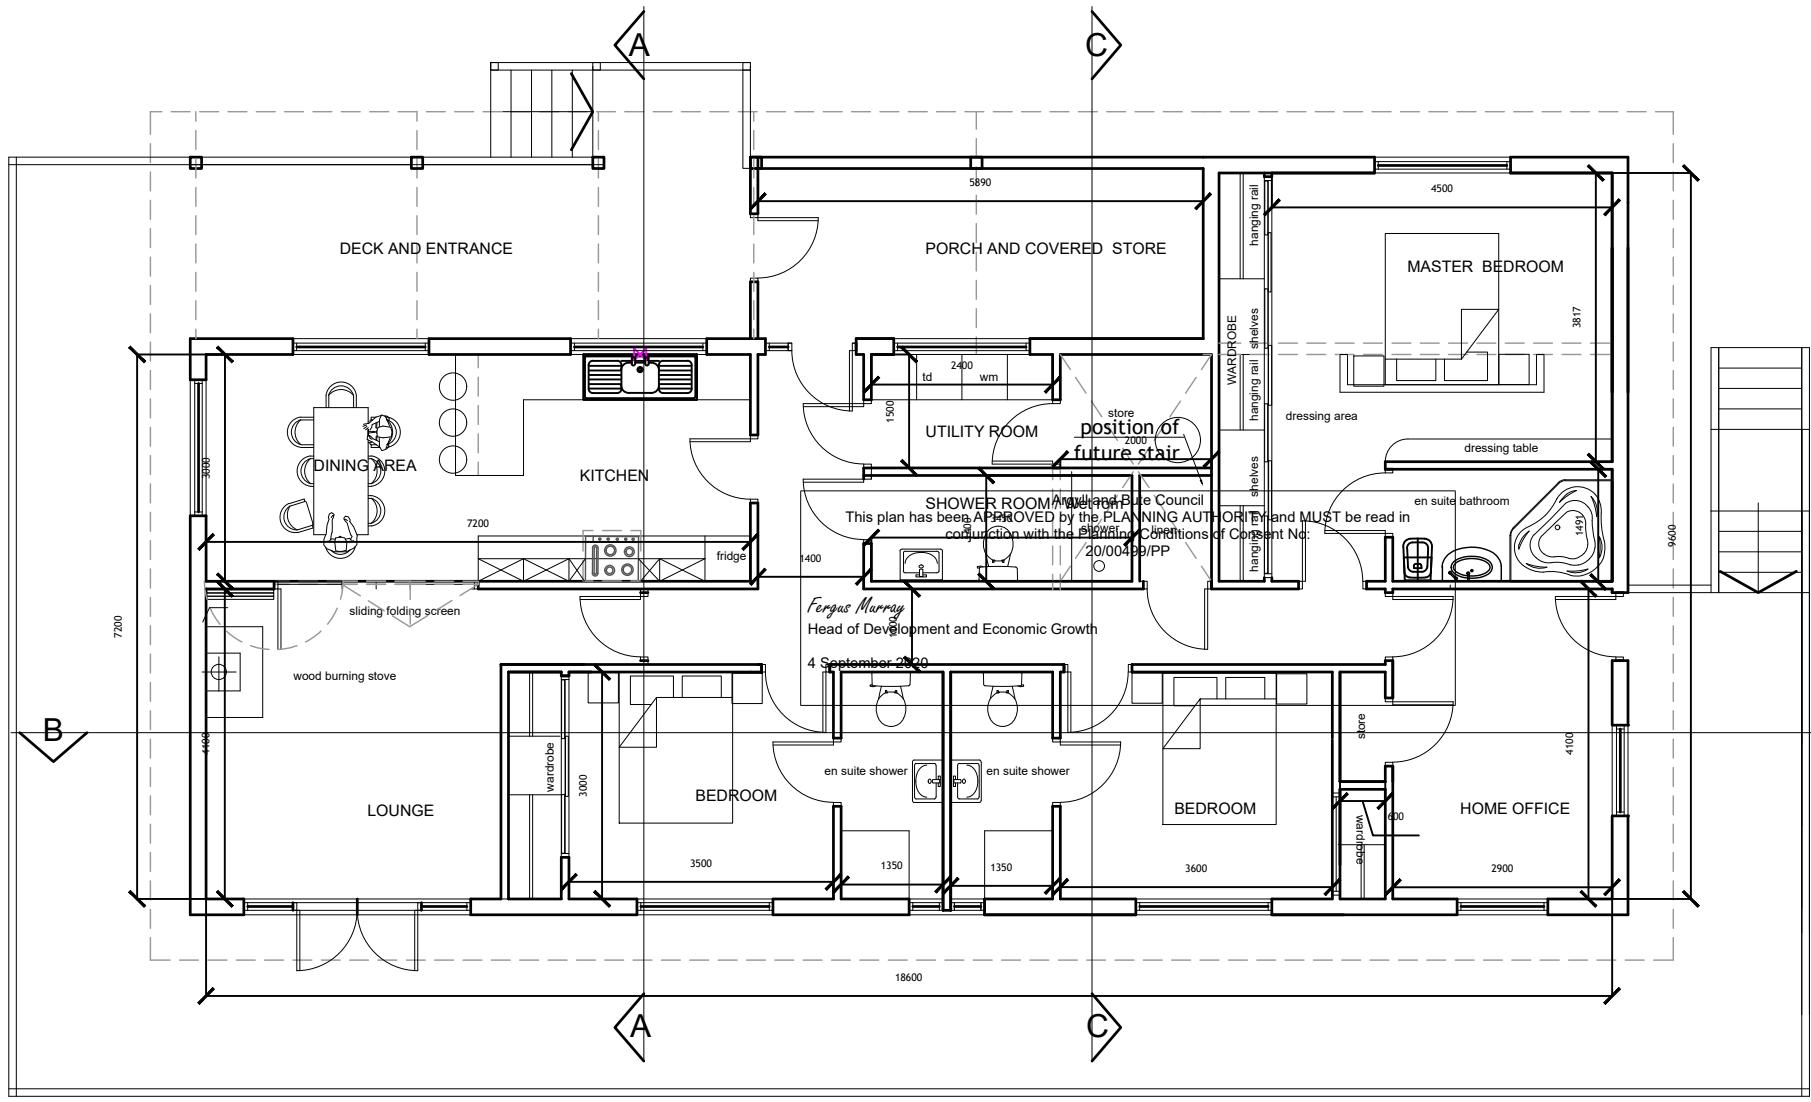 A
C
5890
4500
hanging rail
DECK AND ENTRANCE
PORCH AND COVERED STORE
MASTER BEDROOM
3817
shelves
WARDROBE
hanging rail
2400
td
wm
1500
store
position of
2000
future stair
UTILITY ROOM
dressing area
dressing table
DINING AREA
3000
KITCHEN
shelves
en suite bathroom
SHOWER ROOM / Wet rom
Argyll and Bute Council
This plan has been APPROVED by the PLANNING AUTHORITY and MUST be read in
conjunction with the Planning Conditions of Consent No:
20/00499/PP
shower
linen
hanging rail
1491
7200
9600
fridge
1400
sliding folding screen
Fergus Murray
Head of Development and Economic Growth
4 September 2020
7200
wood burning stove
B
4100
wardrobe
3000
en suite shower
en suite shower
store
4100
LOUNGE
BEDROOM
BEDROOM
HOME OFFICE
600
wardrobe
3500
1350
1350
3600
2900
18600
A
C